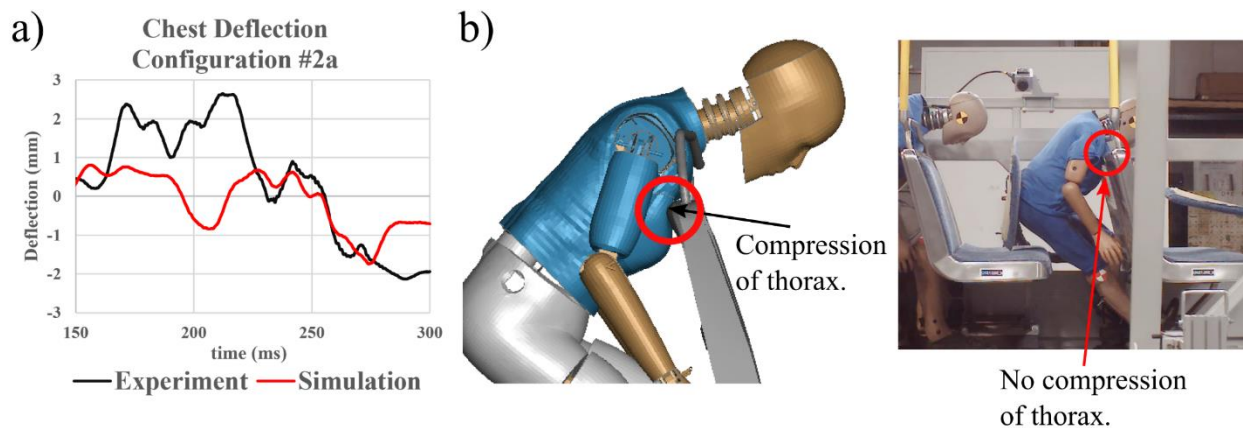 a)
Chest Deflection
Configuration #2a
Deflection (mm)
3
2
1
0
-1
-2
-3
150
200
250
300
time (ms)
Experiment
Simulation
b)
Compression
of thorax.
No compression
of thorax.